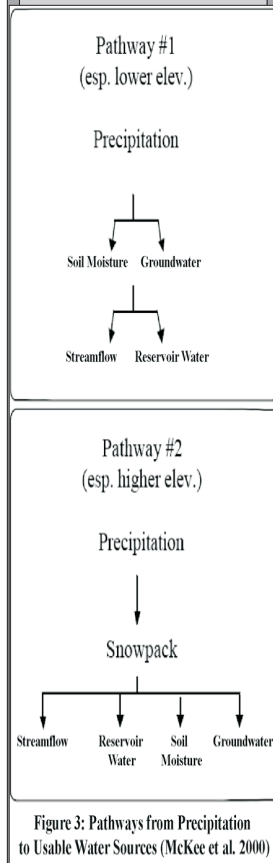 Pathway #1
(esp. lower elev.)
Precipitation
Soil Moisture Groundwater
Streamflow Reservoir Water
Pathway #2
(esp. higher elev.)
Precipitation
Snowpack
Streamflow Reservoir Water Soil Moisture Groundwater
Figure 3: Pathways from Precipitation
to Usable Water Sources (McKee et al. 2000)